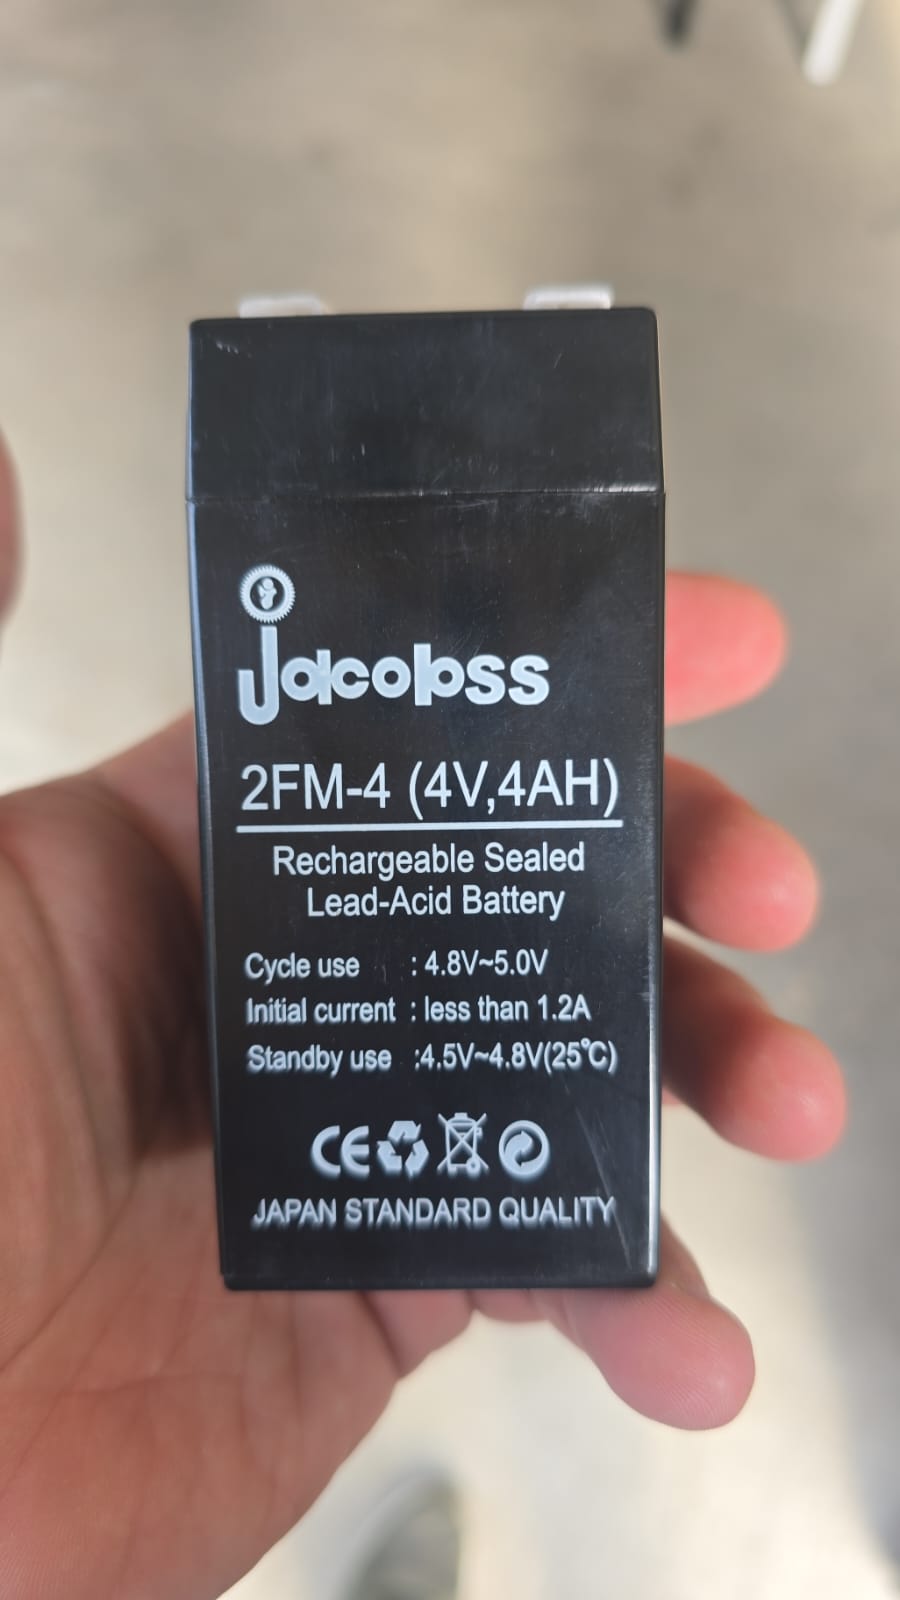 Jacobss
2FM-4 (4V,4AH)
Rechargeable Sealed
Lead-Acid Battery
Cycle use : 4.8V~5.0V
Initial current : less than 1.2A
Standby use :4.5V~4.8V(25℃)
CE
JAPAN STANDARD QUALITY